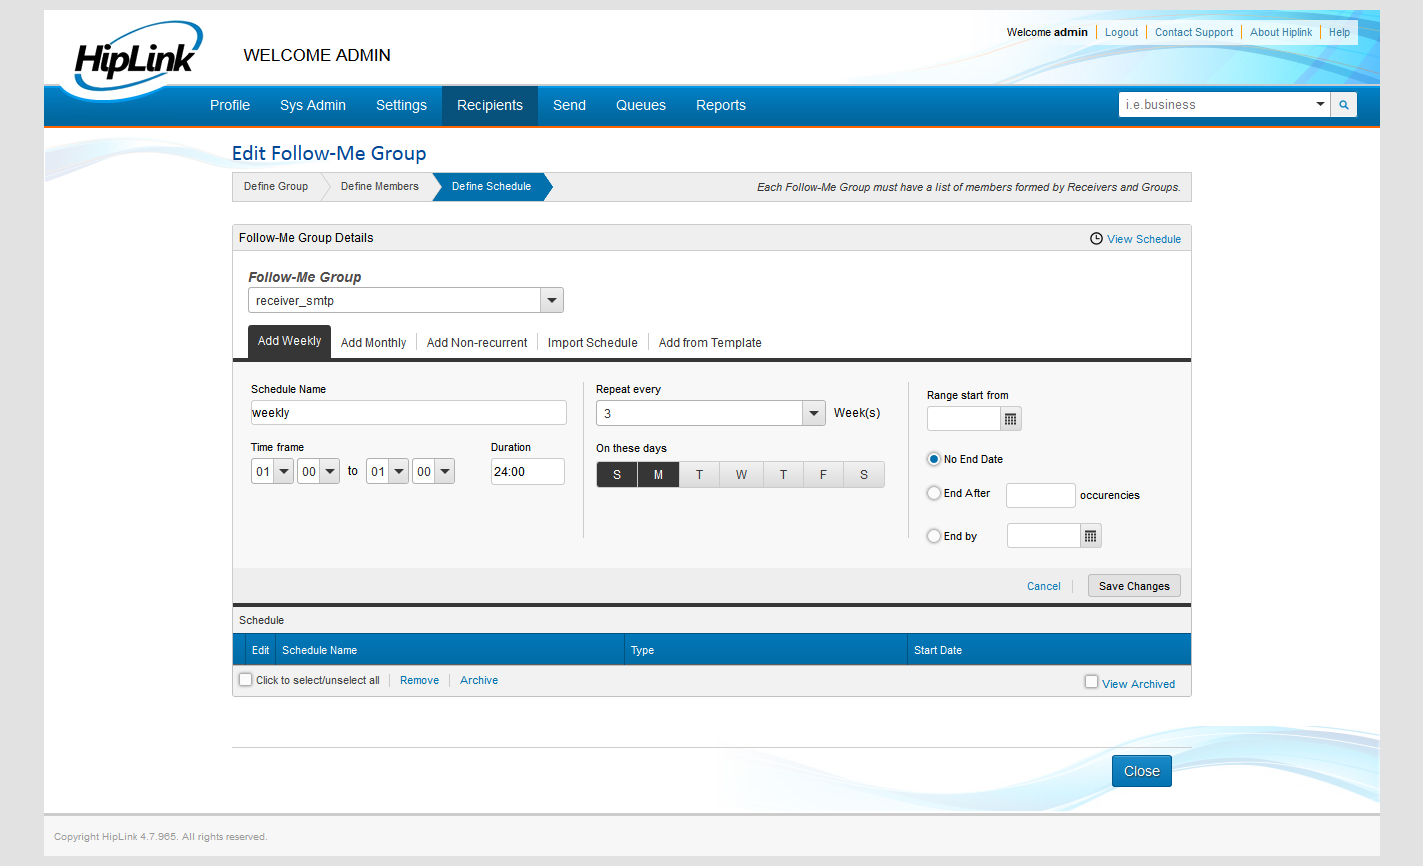 HipLink
WELCOME ADMIN
Welcome admin Logout Contact Support About Hiplink Help
Profile Sys Admin Settings Recipients Send Queues Reports i.e.business
Edit Follow-Me Group
Define Group Define Members Define Schedule Each Follow-Me Group must have a list of members formed by Receivers and Groups.
Follow-Me Group Details View Schedule
Follow-Me Group
receiver_smtp
Add Weekly Add Monthly Add Non-recurrent Import Schedule Add from Template
Schedule Name
weekly
Time frame Duration
01 00 to 01 00 24:00
Repeat every
3 Week(s)
On these days
S M T W T F S
Range start from
No End Date
End After occurencies
End by
Cancel Save Changes
Schedule
Edit Schedule Name Type Start Date
Click to select/unselect all Remove Archive View Archived
Close
Copyright HipLink 4.7.965. All rights reserved.